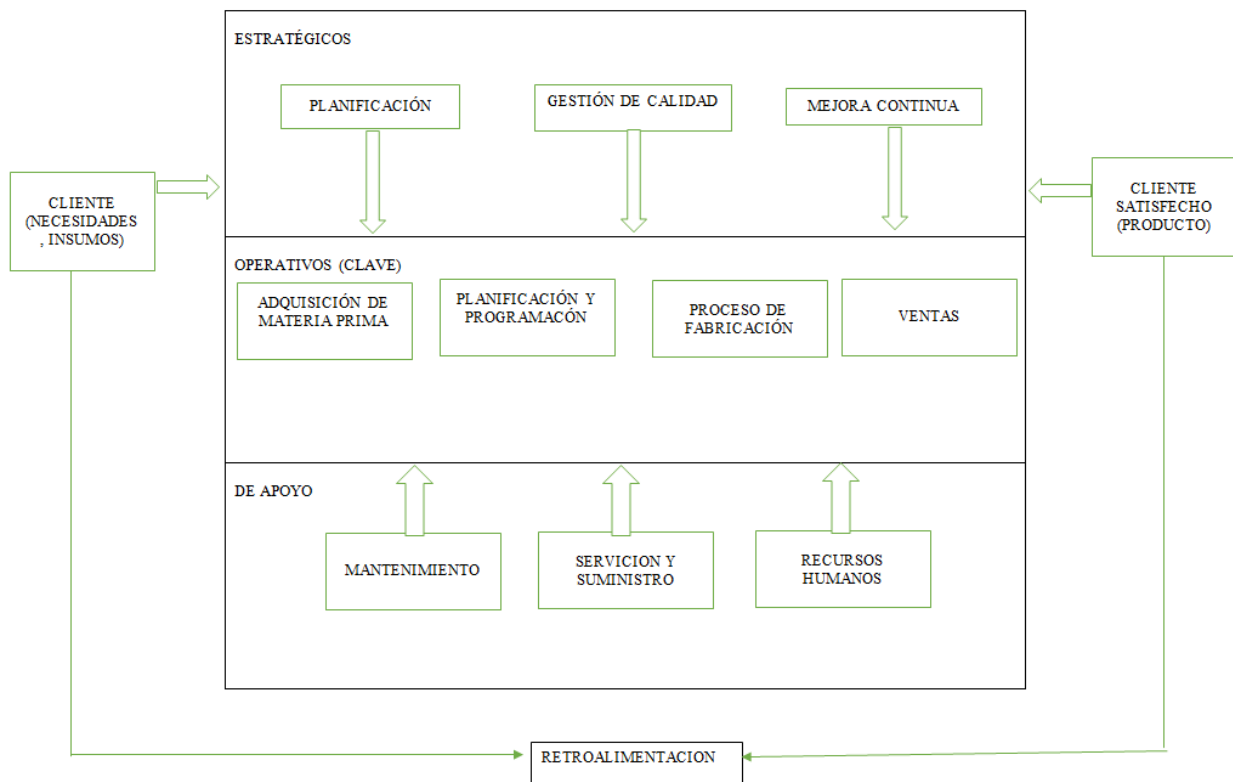 ESTRATÉGICOS
PLANIFICACIÓN
GESTIÓN DE CALIDAD
MEJORA CONTINUA
CLIENTE
(NECESIDADES
, INSUMOS)
CLIENTE
SATISFECHO
(PRODUCTO)
OPERATIVOS (CLAVE)
ADQUISICIÓN DE
MATERIA PRIMA
PLANIFICACIÓN Y
PROGRAMACÓN
PROCESO DE
FABRICACIÓN
VENTAS
DE APOYO
MANTENIMIENTO
SERVICION Y
SUMINISTRO
RECURSOS
HUMANOS
RETROALIMENTACION